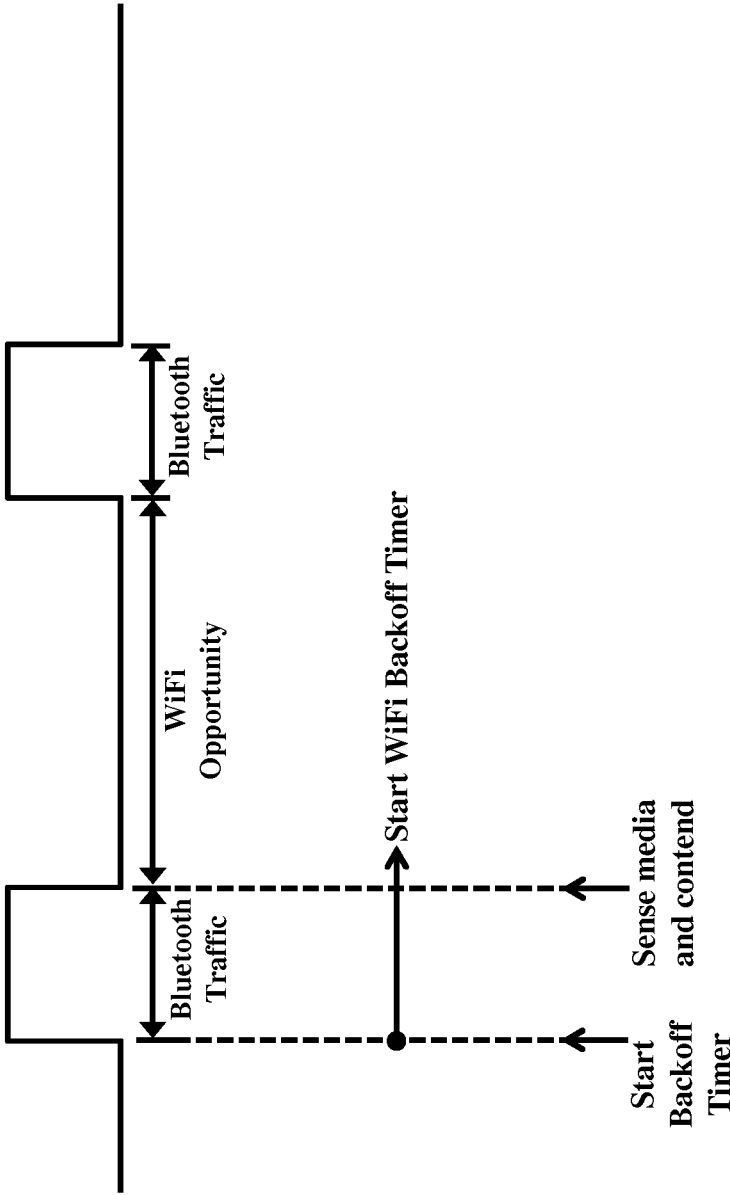 Bluetooth
Traffic
WiFi
Opportunity
Bluetooth
Traffic
Start WiFi Backoff Timer
Start
Backoff
Timer
Sense media
and contend